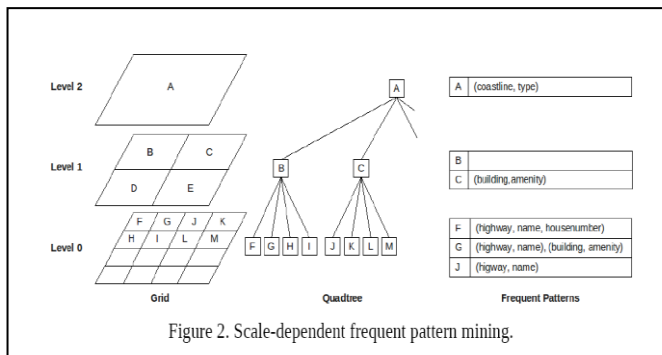 Level 2
A
A
A (coastline, type)
Level 1
B C
D E
B C
B
C (building,amenity)
Level 0
F G J K
H I L M
F G H I J K L M
F (highway, name, housenumber)
G (highway, name), (building, amenity)
J (higway, name)
Grid Quadtree Frequent Patterns
Figure 2. Scale-dependent frequent pattern mining.